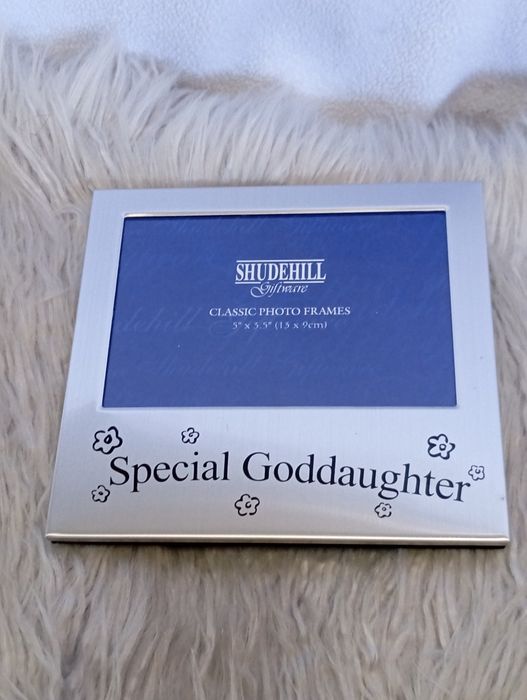 SHUDEHILL
Giftware
CLASSIC PHOTO FRAMES
5" x 3.5" (13 x 9cm)
Special Goddaughter